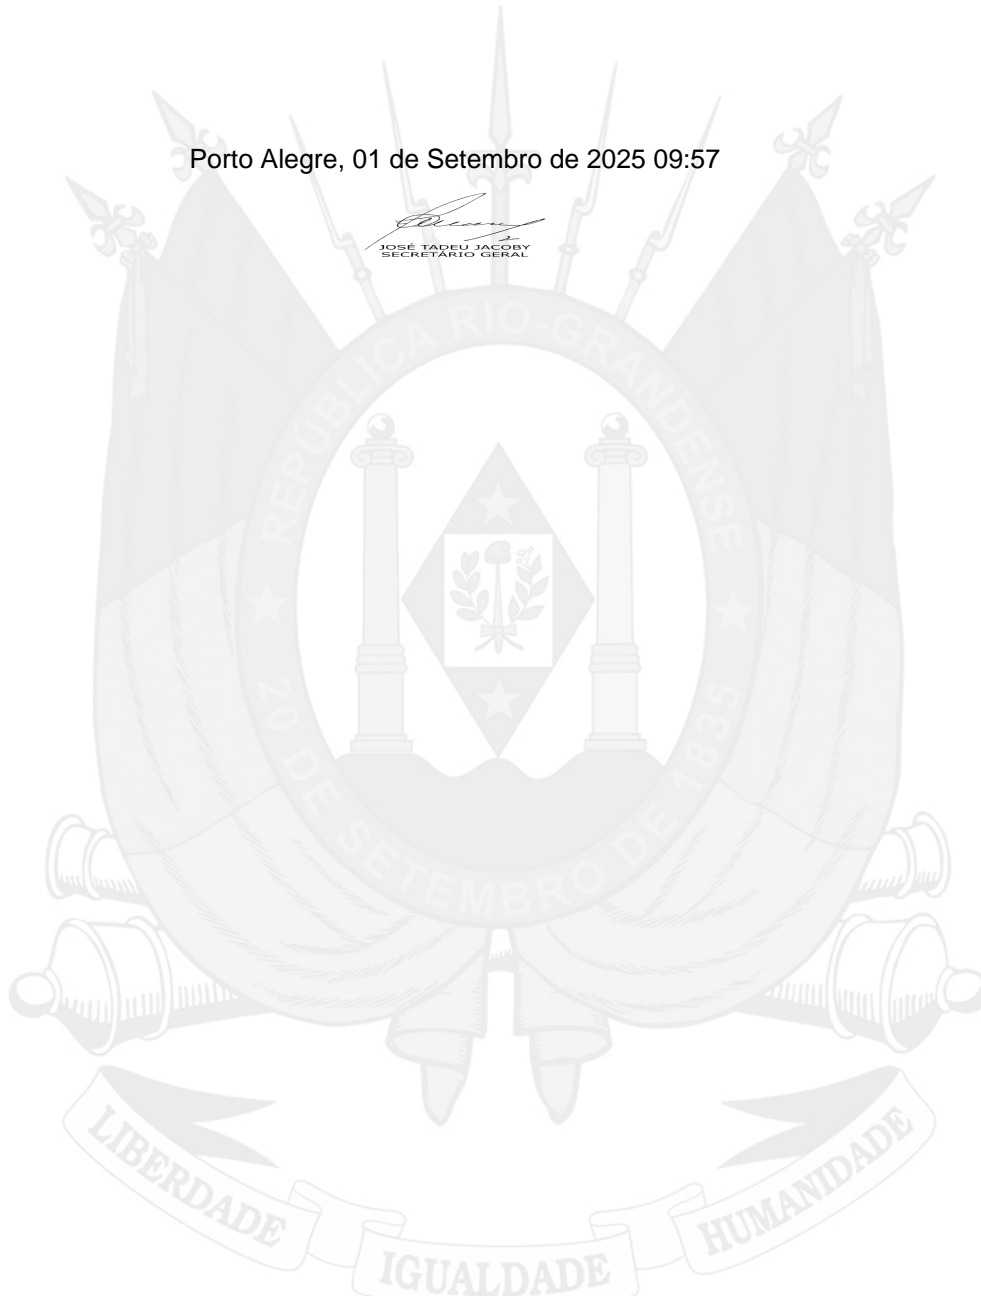 Porto Alegre, 01 de Setembro de 2025 09:57
JOSÉ TADEU JACOBY
SECRETÁRIO GERAL
REPÚBLICA RIO-GRANDENSE
20 DE SETEMBRO DE 1835
LIBERDADE
IGUALDADE
HUMANIDADE